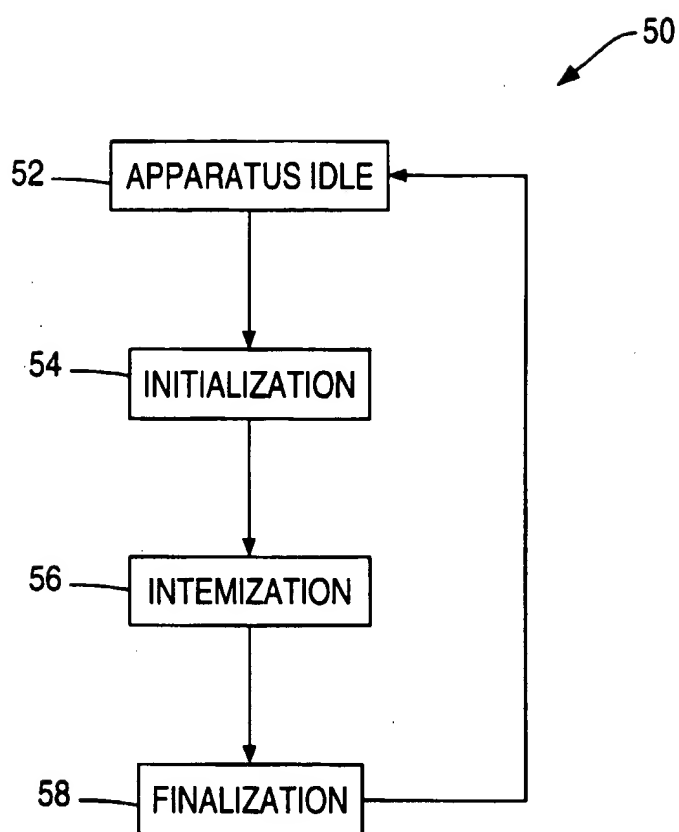 50
52 APPARATUS IDLE
54 INITIALIZATION
56 INTEMIZATION
58 FINALIZATION